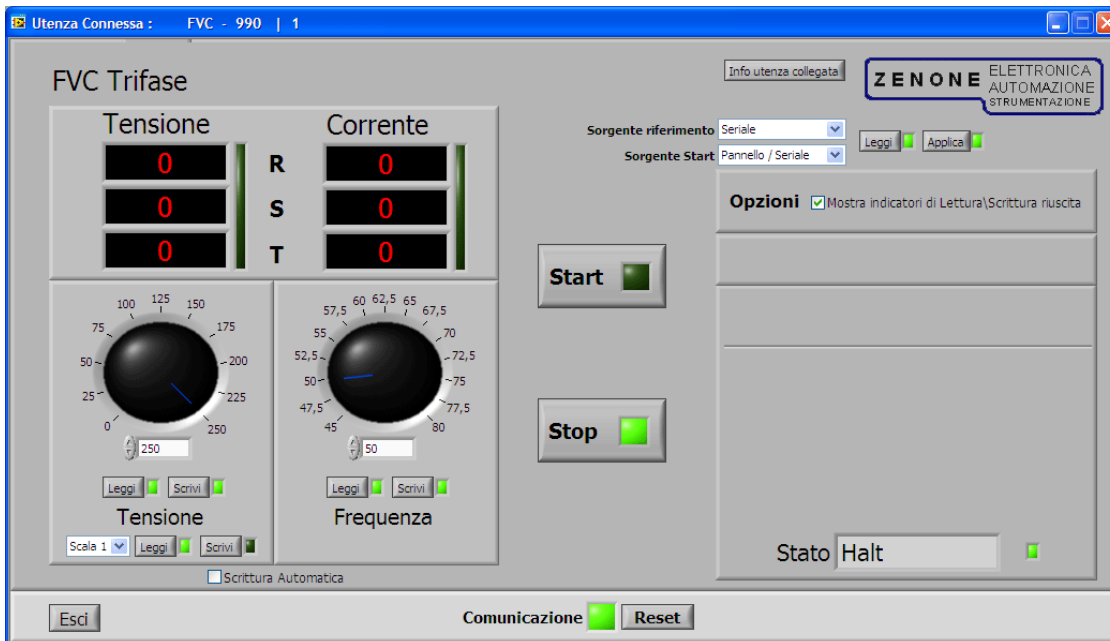 Utenza Connessa : FVC - 990 | 1
FVC Trifase
Info utenza collegata
ZENONE ELETTRONICA
AUTOMAZIONE
STRUMENTAZIONE
Tensione Corrente
Sorgente riferimento Seriale
Leggi Applica
Sorgente Start Pannello / Seriale
0 R 0
0 S 0
0 T 0
Opzioni Mostra indicatori di Lettura\Scrittura riuscita
Start
0 25 50 75 100 125 150 175 200 225 250
45 47,5 50 52,5 55 57,5 60 62,5 65 67,5 70 72,5 75 77,5 80
250 50
Stop
Leggi Scrivi Leggi Scrivi
Tensione Frequenza
Scala 1 Leggi Scrivi
Stato Halt
Scrittura Automatica
Esci Comunicazione Reset